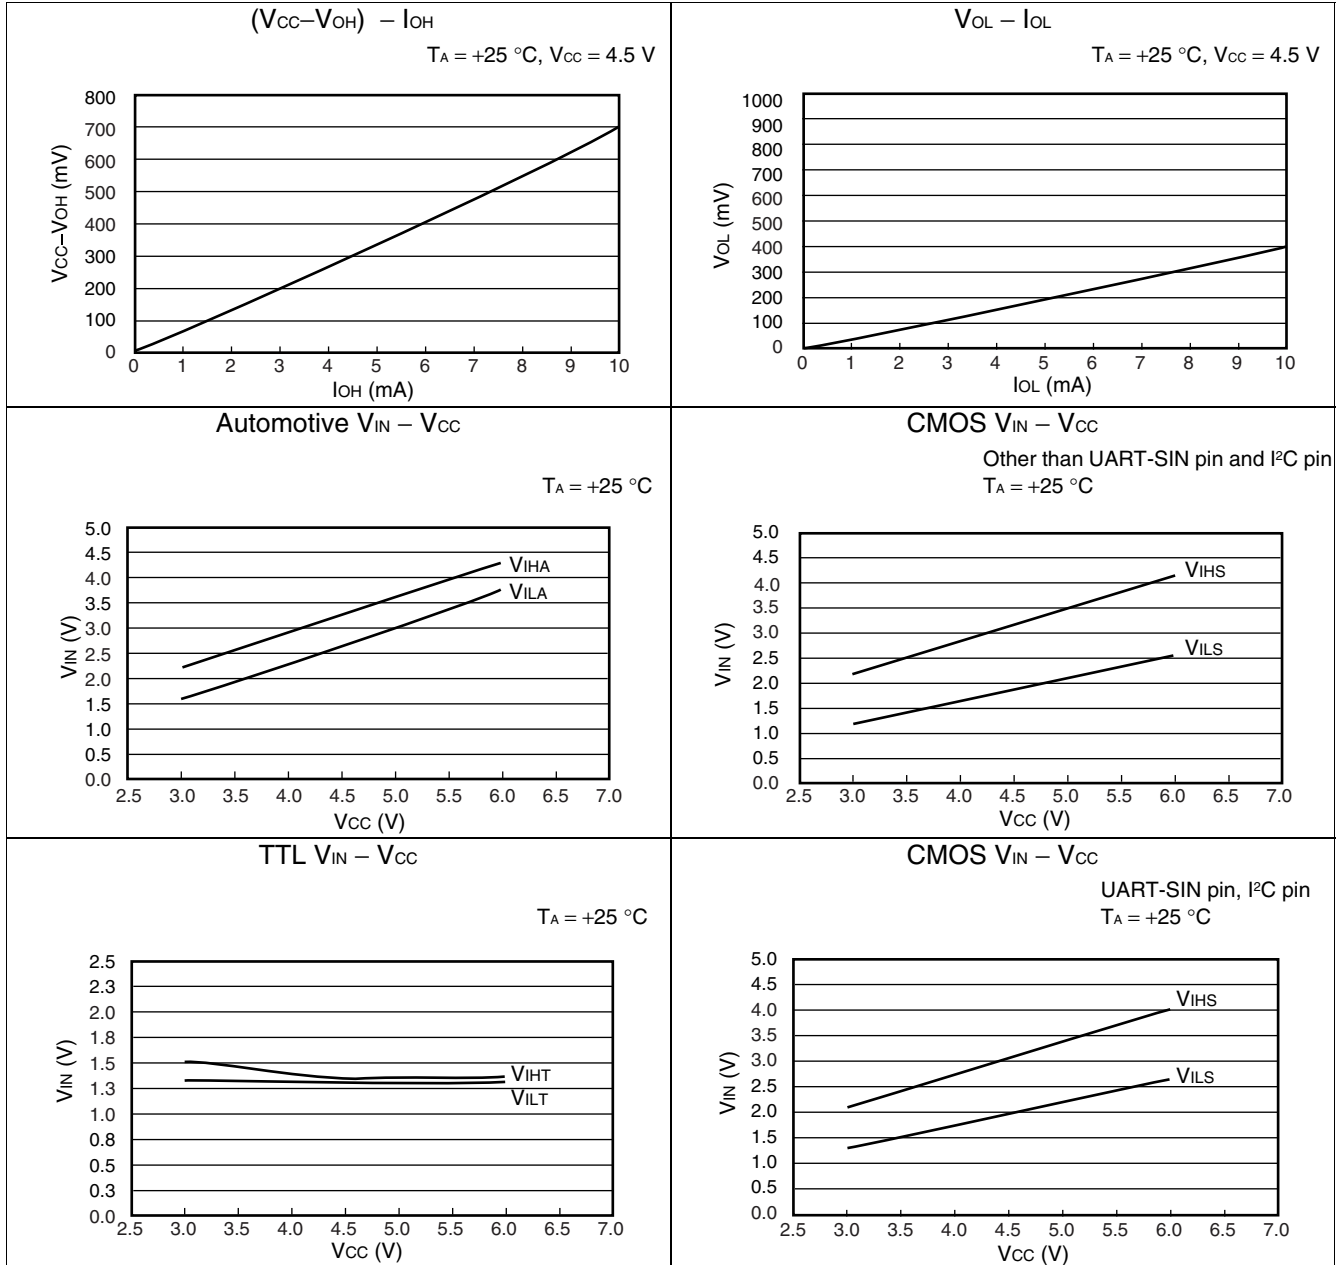 (VCC–VOH) – IOH
TA = +25 °C, VCC = 4.5 V
800
700
600
500
400
300
200
100
0
VCC–VOH (mV)
0 1 2 3 4 5 6 7 8 9 10
IOH (mA)
VOL – IOL
TA = +25 °C, VCC = 4.5 V
1000
900
800
700
600
500
400
300
200
100
0
VOL (mV)
0 1 2 3 4 5 6 7 8 9 10
IOL (mA)
Automotive VIN – VCC
TA = +25 °C
5.0
4.5
4.0
3.5
3.0
2.5
2.0
1.5
1.0
0.5
0.0
VIN (V)
VIHA
VILA
2.5 3.0 3.5 4.0 4.5 5.0 5.5 6.0 6.5 7.0
VCC (V)
CMOS VIN – VCC
Other than UART-SIN pin and I²C pin
TA = +25 °C
5.0
4.5
4.0
3.5
3.0
2.5
2.0
1.5
1.0
0.5
0.0
VIN (V)
VIHS
VILS
2.5 3.0 3.5 4.0 4.5 5.0 5.5 6.0 6.5 7.0
VCC (V)
TTL VIN – VCC
TA = +25 °C
2.5
2.3
2.0
1.8
1.5
1.3
1.0
0.8
0.5
0.3
0.0
VIN (V)
VIHT
VILT
2.5 3.0 3.5 4.0 4.5 5.0 5.5 6.0 6.5 7.0
VCC (V)
CMOS VIN – VCC
UART-SIN pin, I²C pin
TA = +25 °C
5.0
4.5
4.0
3.5
3.0
2.5
2.0
1.5
1.0
0.5
0.0
VIN (V)
VIHS
VILS
2.5 3.0 3.5 4.0 4.5 5.0 5.5 6.0 6.5 7.0
VCC (V)